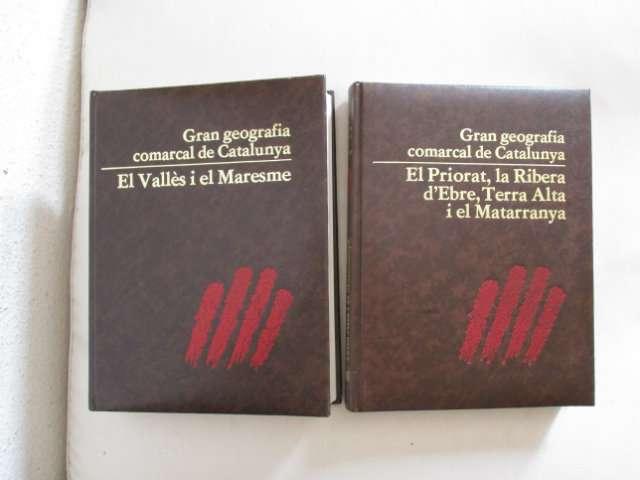 Gran geografia
comarcal de Catalunya
El Vallès i el Maresme
Gran geografia
comarcal de Catalunya
El Priorat, la Ribera
d'Ebre, Terra Alta
i el Matarranya